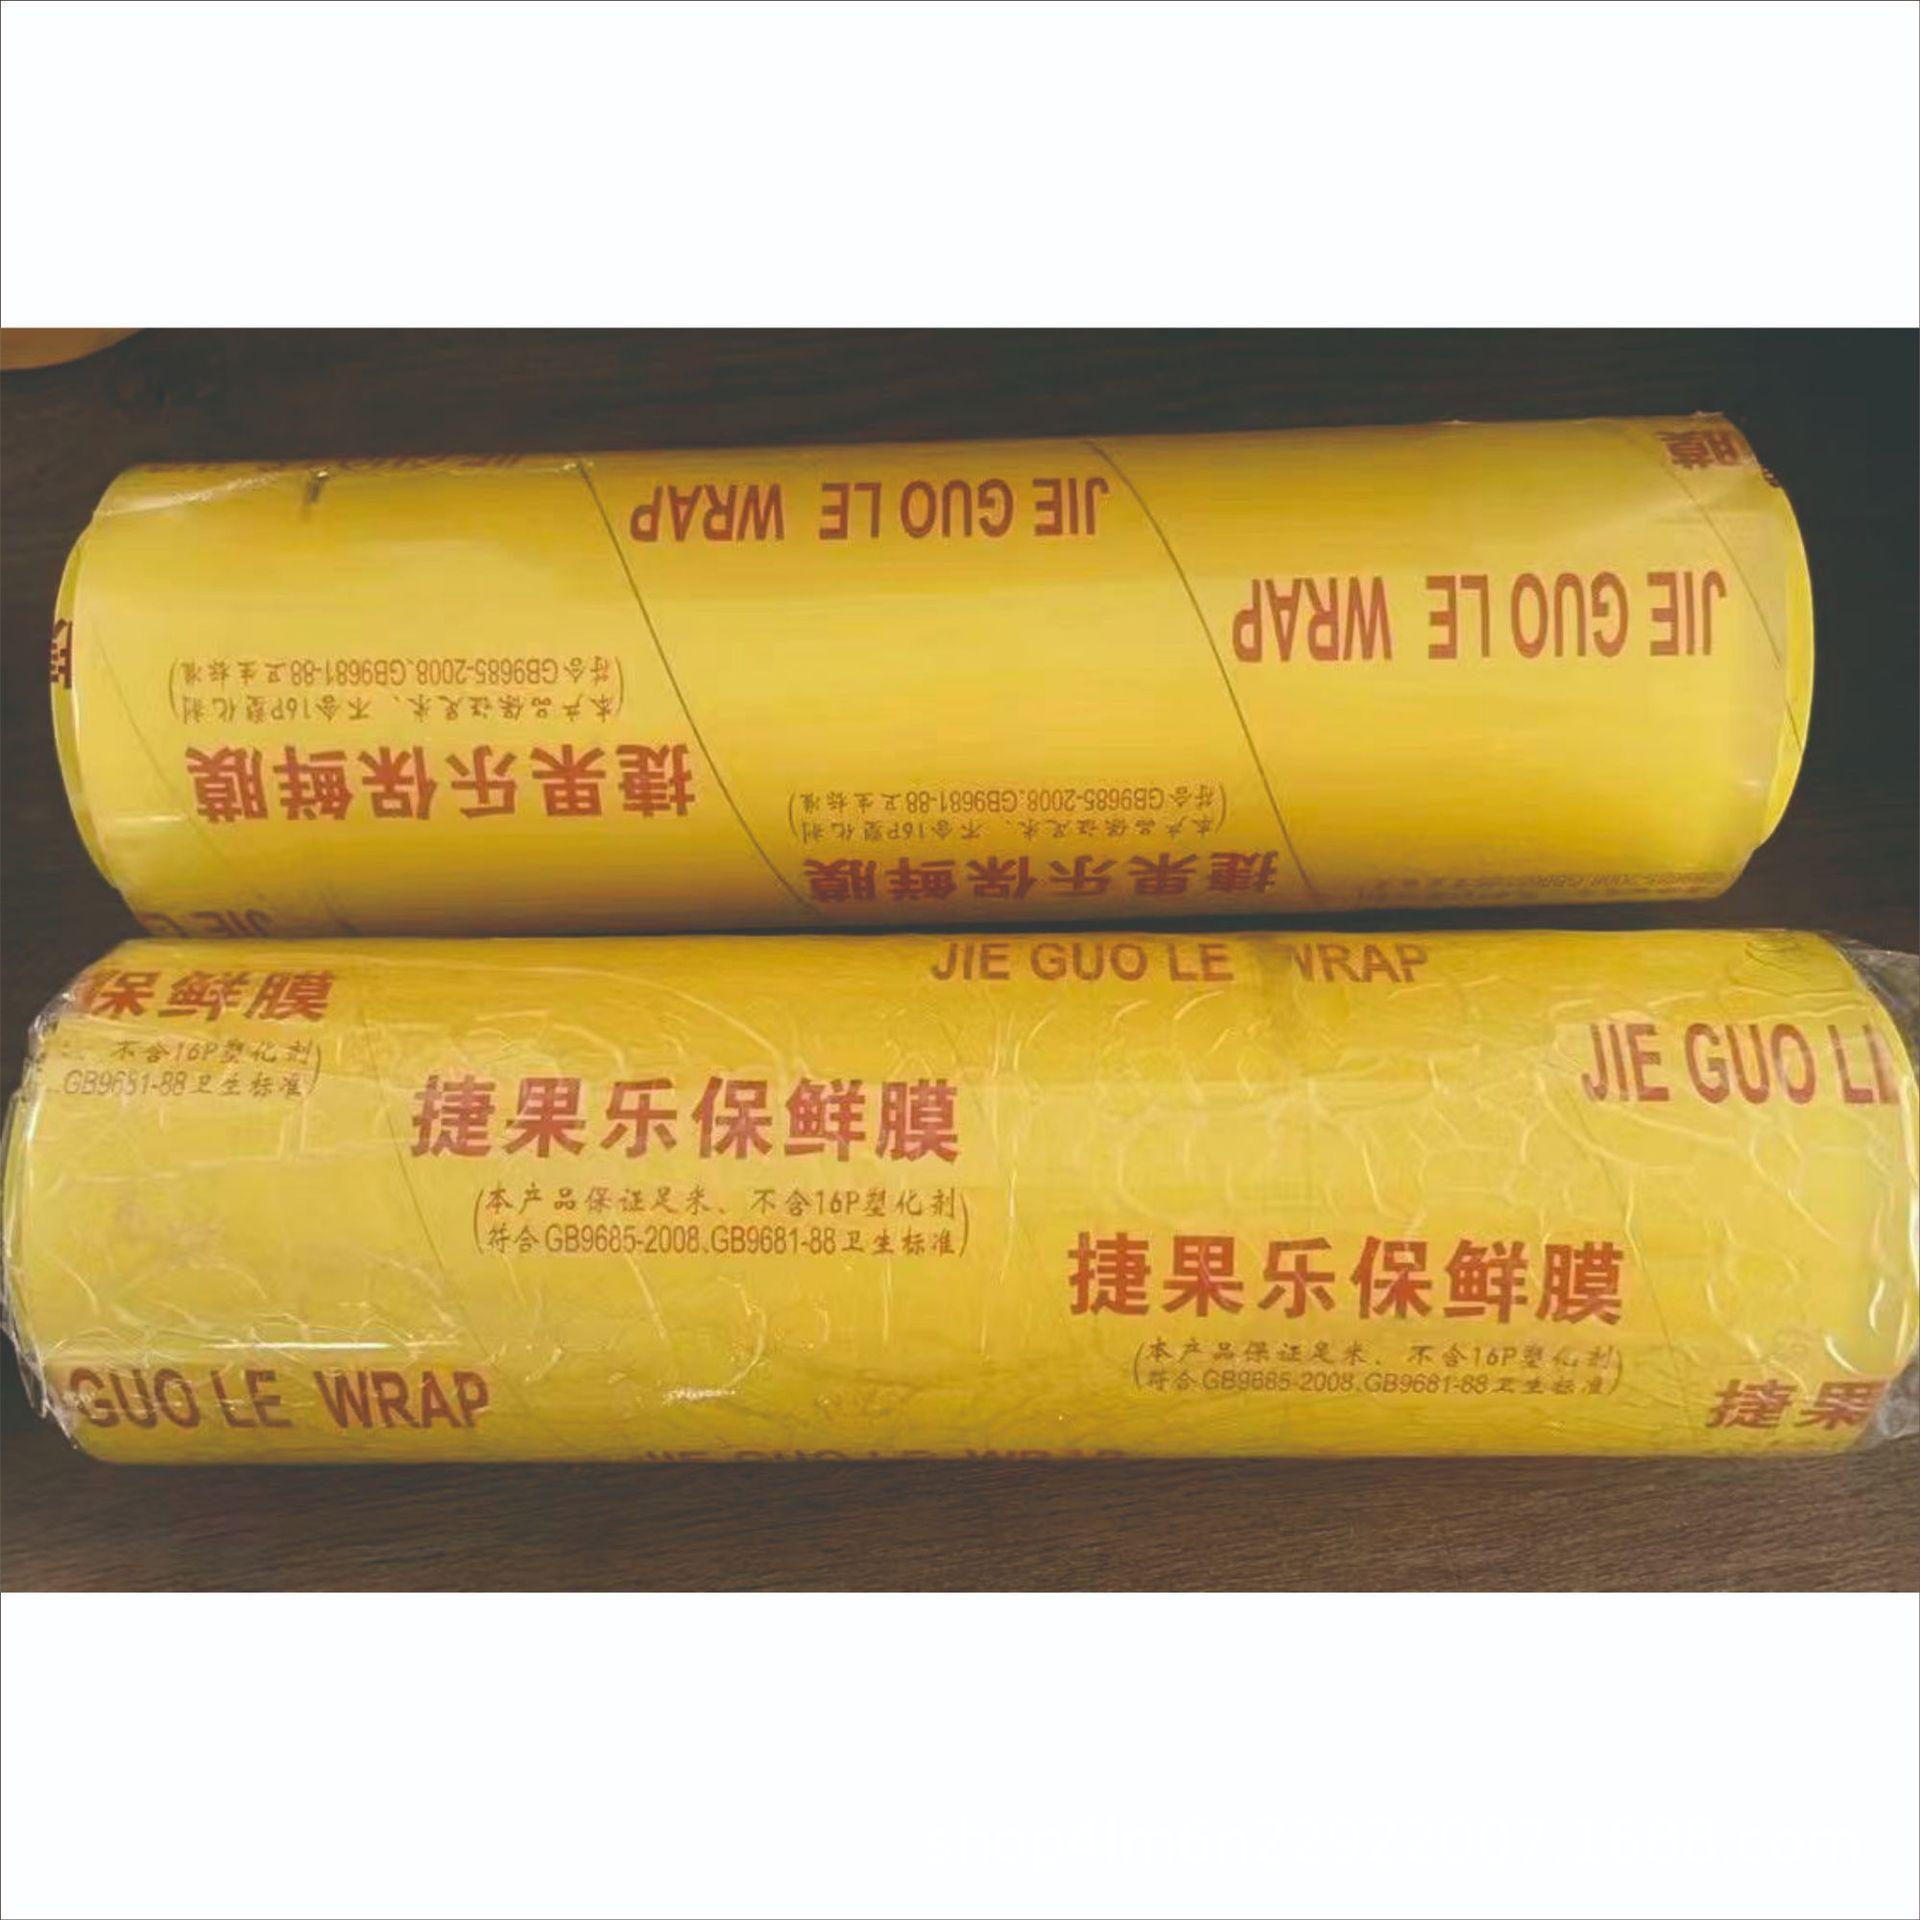 JIE GUO LE WRAP
JIE GUO LE WRAP
捷果乐保鲜膜
(本产品保证足米、不含16P塑化剂
符合GB9685-2008.GB9681-88卫生标准)
捷果乐保鲜膜
(本产品保证足米、不含16P塑化剂
符合GB9685-2008.GB9681-88卫生标准)
JIE GUO LE WRAP
保鲜膜
不含16P塑化剂)
GB9681-88卫生标准)
JIE GUO LE
捷果乐保鲜膜
(本产品保证足米、不含16P塑化剂
符合GB9685-2008.GB9681-88卫生标准)
捷果乐保鲜膜
(本产品保证足米、不含16P塑化剂
符合GB9685-2008.GB9681-88卫生标准)
GUO LE WRAP
捷果
JIE GUO LE WRAP